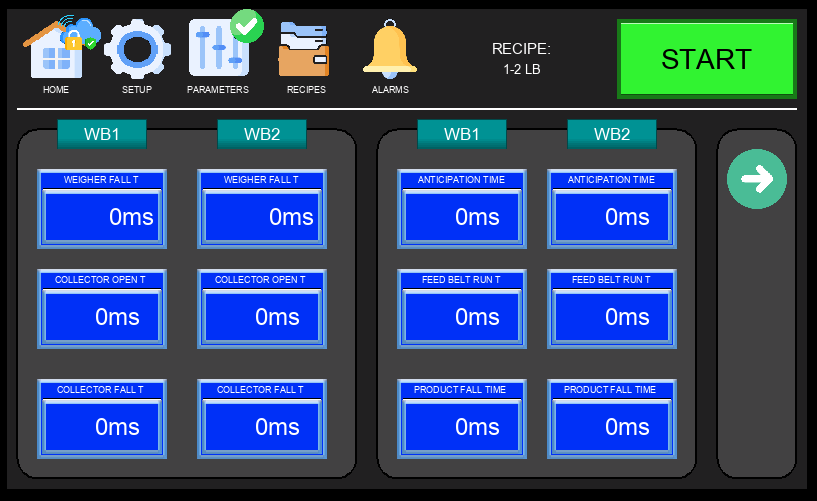 HOME
SETUP
PARAMETERS
RECIPES
ALARMS
RECIPE:
1-2 LB
START
WB1
WB2
WB1
WB2
WEIGHER FALL T
WEIGHER FALL T
ANTICIPATION TIME
ANTICIPATION TIME
0ms
0ms
0ms
0ms
COLLECTOR OPEN T
COLLECTOR OPEN T
FEED BELT RUN T
FEED BELT RUN T
0ms
0ms
0ms
0ms
COLLECTOR FALL T
COLLECTOR FALL T
PRODUCT FALL TIME
PRODUCT FALL TIME
0ms
0ms
0ms
0ms